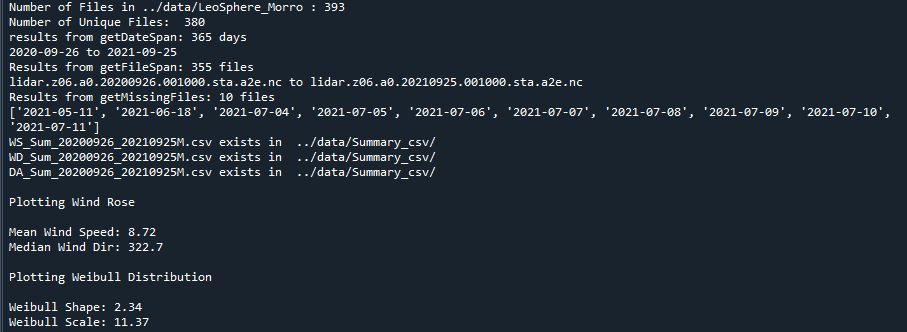 Number of Files in ../data/LeoSphere_Morro : 393
Number of Unique Files:  380
results from getDateSpan: 365 days
2020-09-26 to 2021-09-25
Results from getFileSpan: 355 files
lidar.z06.a0.20200926.001000.sta.a2e.nc to lidar.z06.a0.20210925.001000.sta.a2e.nc
Results from getMissingFiles: 10 files
['2021-05-11', '2021-06-18', '2021-07-04', '2021-07-05', '2021-07-06', '2021-07-07', '2021-07-08', '2021-07-09', '2021-07-10',
'2021-07-11']
WS_Sum_20200926_20210925M.csv exists in  ../data/Summary_csv/
WD_Sum_20200926_20210925M.csv exists in  ../data/Summary_csv/
DA_Sum_20200926_20210925M.csv exists in  ../data/Summary_csv/
Plotting Wind Rose
Mean Wind Speed: 8.72
Median Wind Dir: 322.7
Plotting Weibull Distribution
Weibull Shape: 2.34
Weibull Scale: 11.37